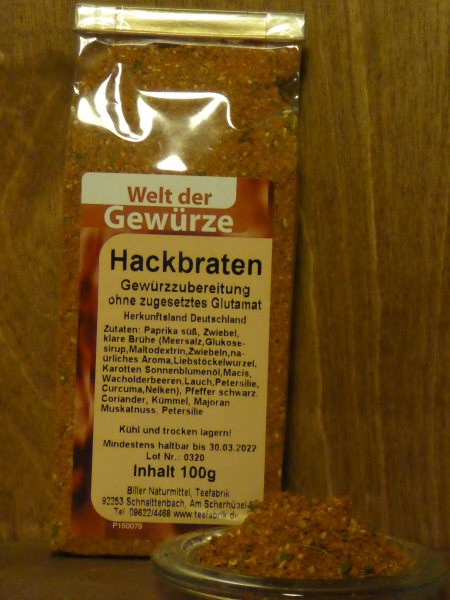 Welt der
Gewürze
Hackbraten
Gewürzzubereitung
ohne zugesetztes Glutamat
Herkunftsland Deutschland
Zutaten: Paprika süß, Zwiebel,
klare Brühe (Meersalz,Glukose-
sirup,Maltodextrin,Zwiebeln,na-
ürliches Aroma,Liebstöckelwurzel,
Karotten Sonnenblumenöl,Macis,
Wacholderbeeren,Lauch,Petersilie,
Curcuma,Nelken), Pfeffer schwarz.
Coriander, Kümmel, Majoran
Muskatnuss, Petersilie
Kühl und trocken lagern!
Mindestens haltbar bis 30.03.2022
Lot Nr.: 0320
Inhalt 100g
Biller Naturmittel, Teefabrik
92253 Schnaittenbach, Am Scherhübel
Tel. 09622/4468 www.teefabrik.de
P150079